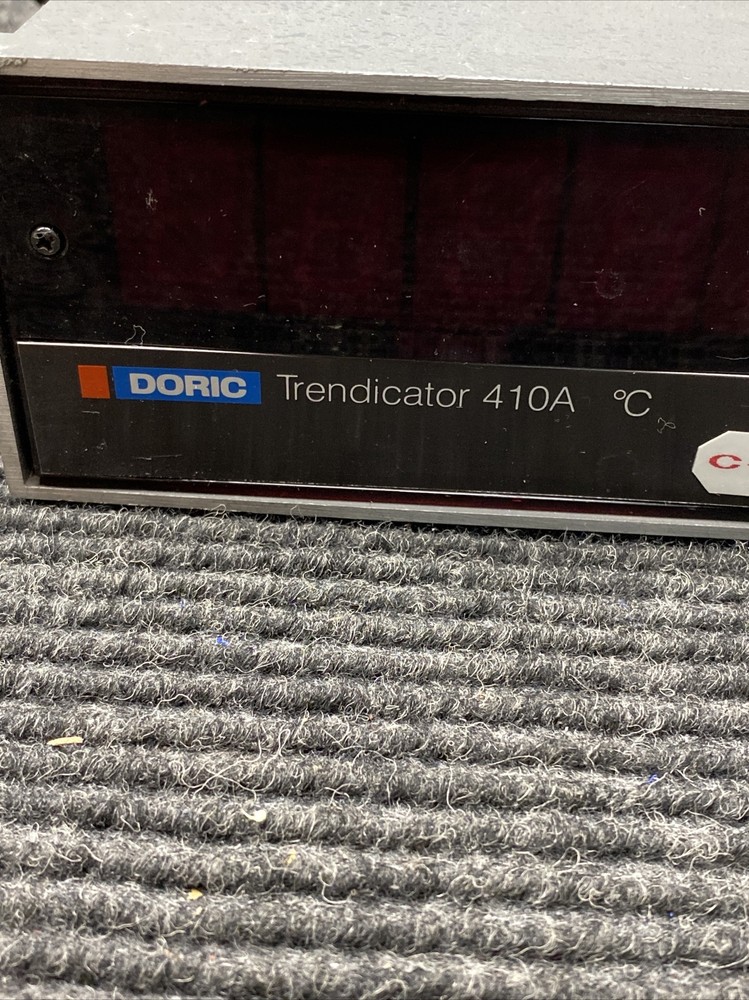 DORIC Trendicator 410A °C
C